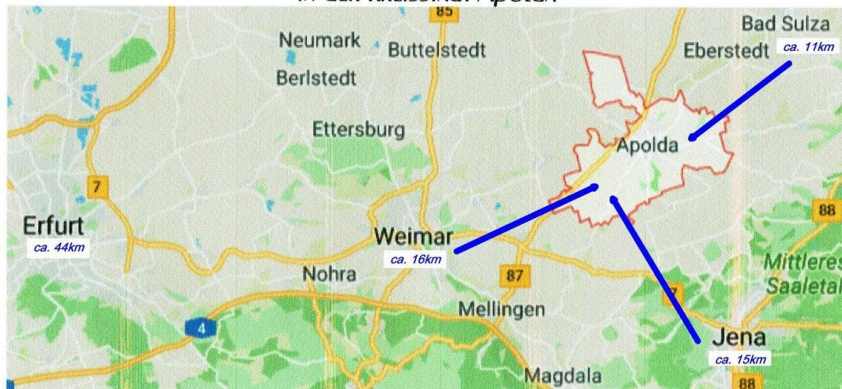 85
Neumark
Buttelstedt
Bad Sulza
ca. 11km
Eberstedt
Berlstedt
Ettersburg
Apolda
7
Erfurt
ca. 44km
Weimar
ca. 16km
88
Nohra
87
Mittleres
Saaletal
7
Mellingen
4
Jena
ca. 15km
Magdala
88